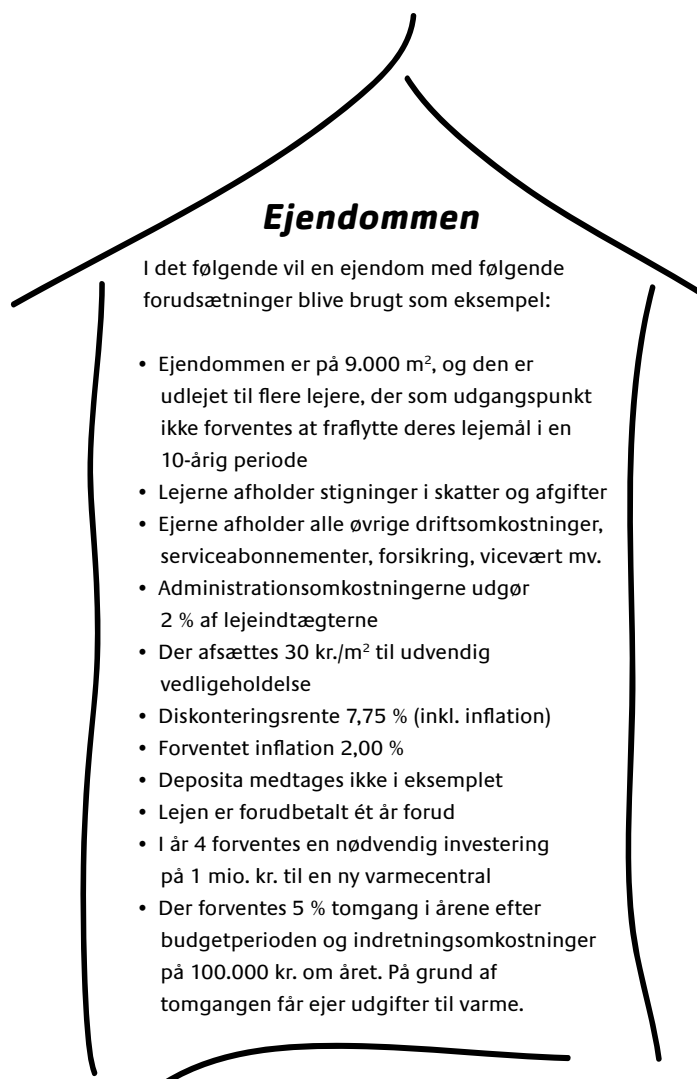 Ejendommen
I det følgende vil en ejendom med følgende
forudsætninger blive brugt som eksempel:
• Ejendommen er på 9.000 m², og den er
udlejet til flere lejere, der som udgangspunkt
ikke forventes at fraflytte deres lejemål i en
10-årig periode
• Lejerne afholder stigninger i skatter og afgifter
• Ejerne afholder alle øvrige driftsomkostninger,
serviceabonnementer, forsikring, vicevært mv.
• Administrationsomkostningerne udgør
2 % af lejeindtægterne
• Der afsættes 30 kr./m² til udvendig
vedligeholdelse
• Diskonteringsrente 7,75 % (inkl. inflation)
• Forventet inflation 2,00 %
• Deposita medtages ikke i eksemplet
• Lejen er forudbetalt ét år forud
• I år 4 forventes en nødvendig investering
på 1 mio. kr. til en ny varmecentral
• Der forventes 5 % tomgang i årene efter
budgetperioden og indretningsomkostninger
på 100.000 kr. om året. På grund af
tomgangen får ejer udgifter til varme.